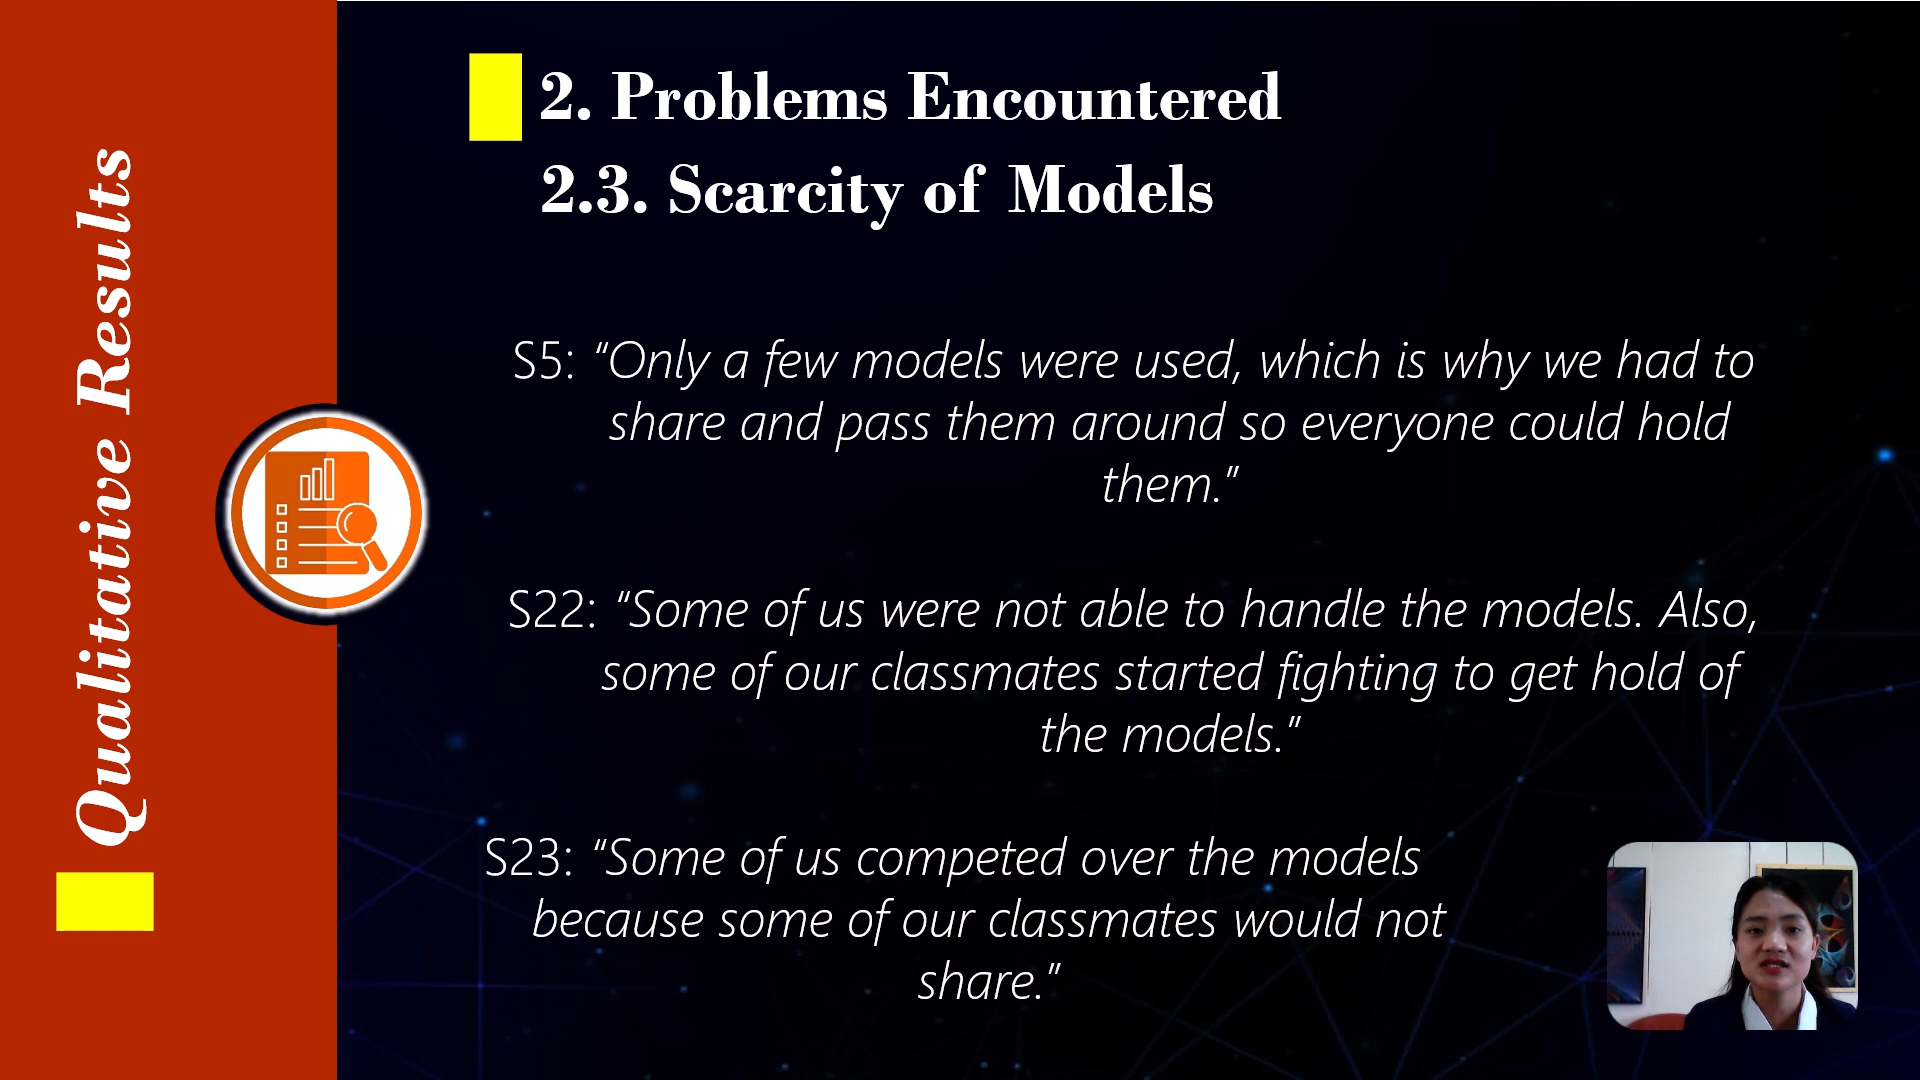 Qualitative Results
2. Problems Encountered
2.3. Scarcity of Models
S5: “Only a few models were used, which is why we had to
share and pass them around so everyone could hold
them.”
S22: “Some of us were not able to handle the models. Also,
some of our classmates started fighting to get hold of
the models.”
S23: “Some of us competed over the models
because some of our classmates would not
share.”